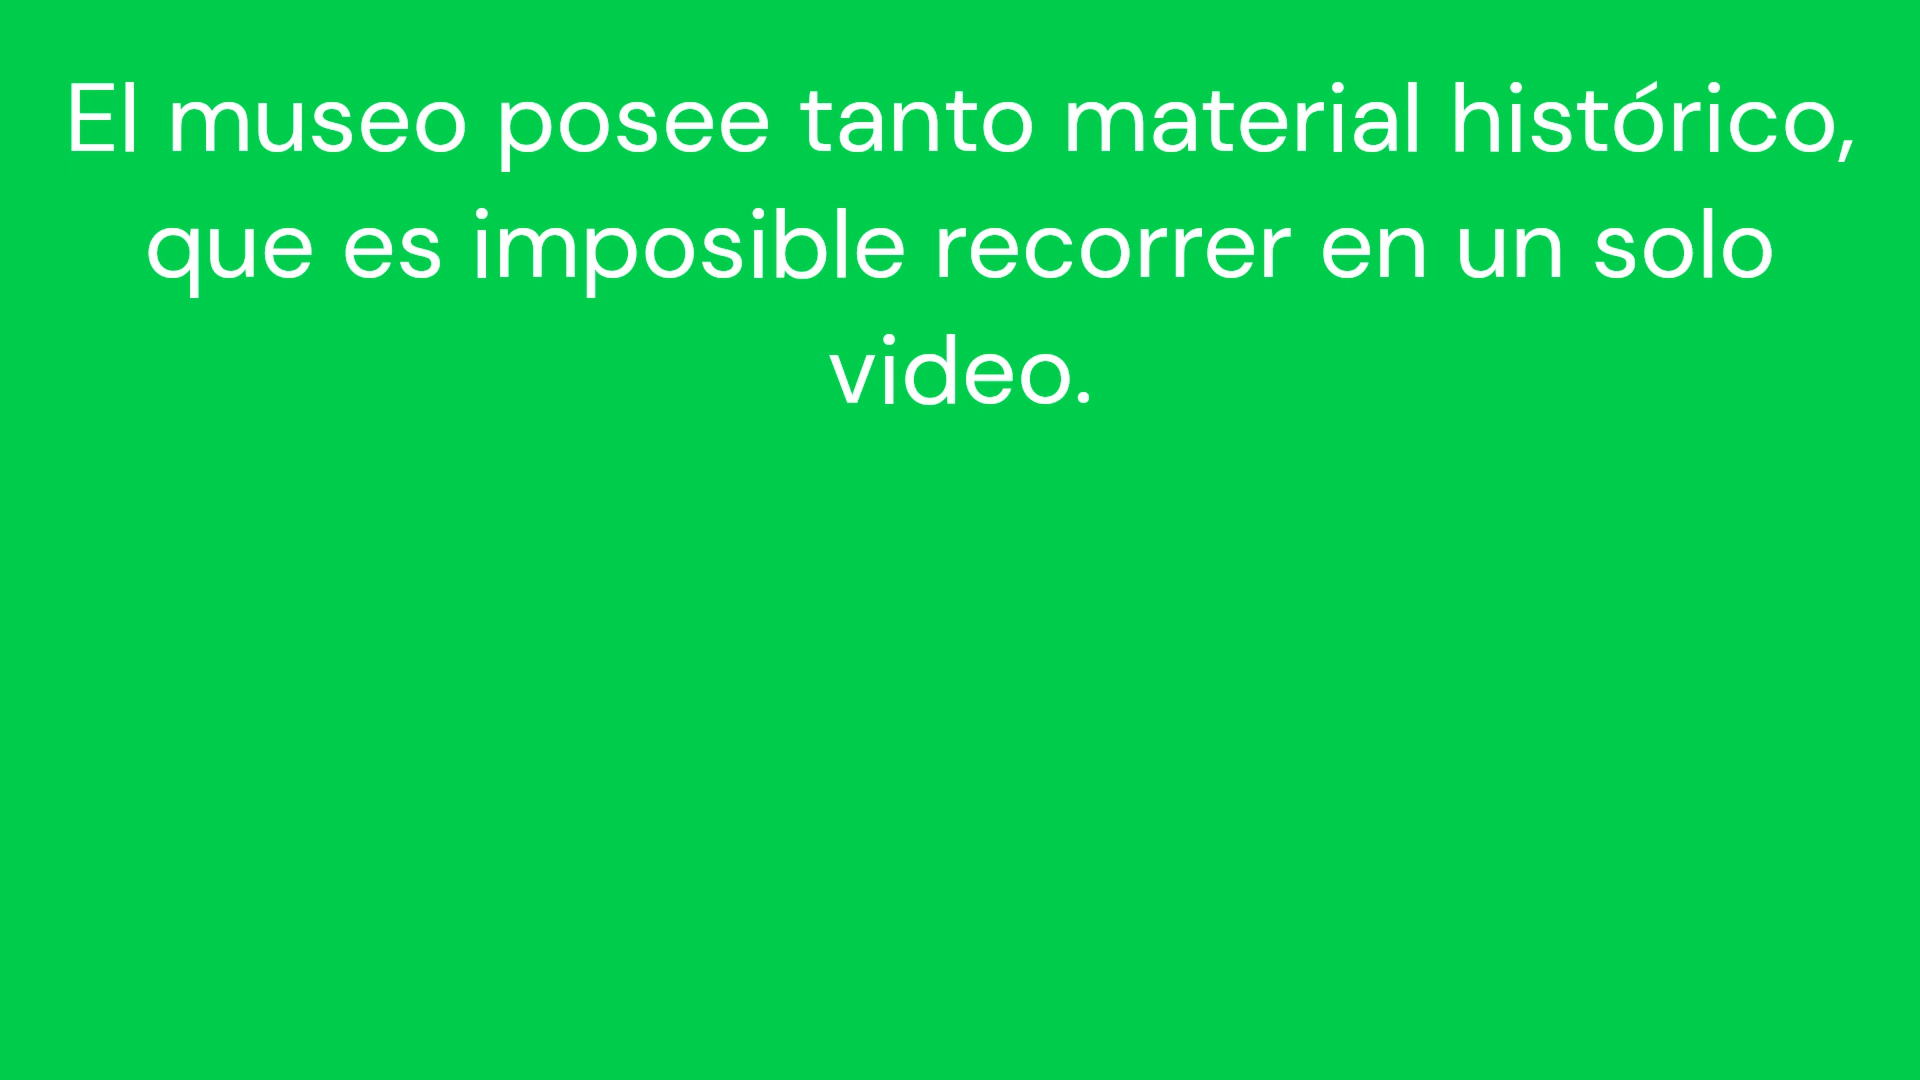 El museo posee tanto material histórico,
que es imposible recorrer en un solo
video.